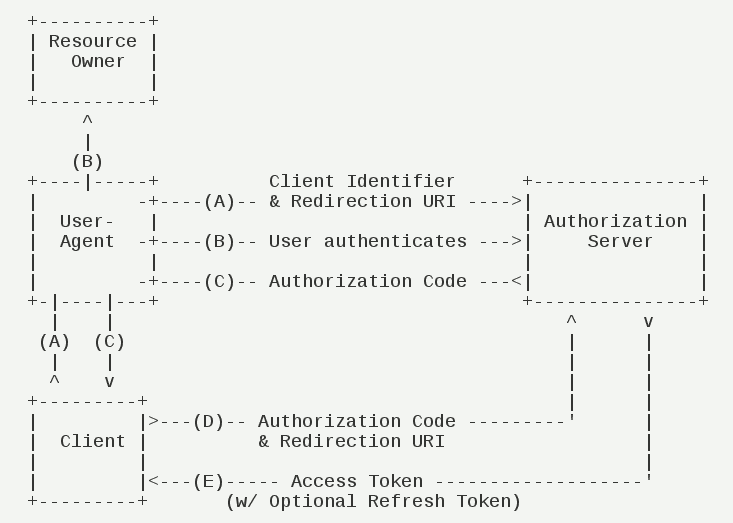 +----------+
| Resource |
|   Owner  |
|          |
+----------+
     ^
     |
    (B)
+----|-----+          Client Identifier      +---------------+
|         -+----(A)-- & Redirection URI ---->|               |
|  User-   |                                 | Authorization |
|  Agent  -+----(B)-- User authenticates --->|     Server    |
|          |                                 |               |
|         -+----(C)-- Authorization Code ---<|               |
+-|----|---+                                 +---------------+
  |    |                                         ^      v
 (A)  (C)                                        |      |
  |    |                                         |      |
  ^    v                                         |      |
+---------+                                      |      |
|         |>---(D)-- Authorization Code ---------'      |
|  Client |          & Redirection URI                  |
|         |                                             |
|         |<---(E)----- Access Token -------------------'
+---------+       (w/ Optional Refresh Token)